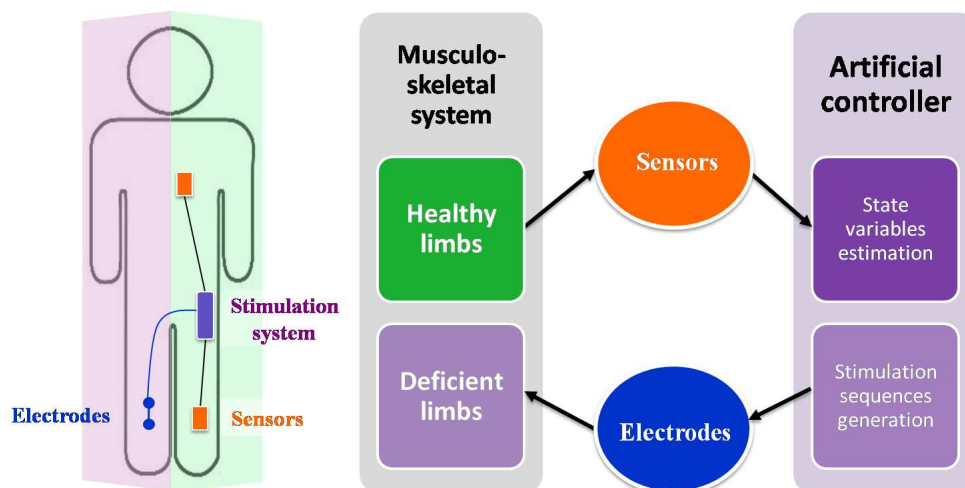 Stimulation
system
Electrodes
Sensors
Musculo-
skeletal
system
Healthy
limbs
Deficient
limbs
Sensors
Electrodes
Artificial
controller
State
variables
estimation
Stimulation
sequences
generation